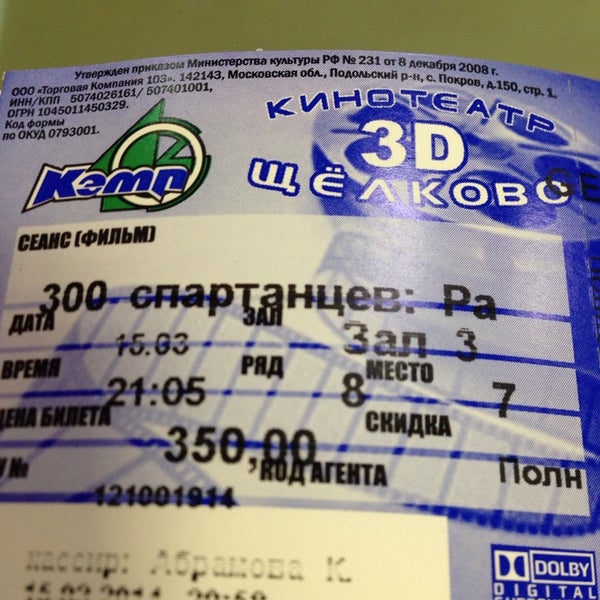 Утвержден приказом Министерства культуры РФ № 231 от 8 декабря 2008 г.
ООО «Торговая Компания 103». 142143, Московская обл., Подольский р-н, с. Покров, д.150, стр. 1.
ИНН/КПП 5074026161/ 507401001,
ОГРН 1045011450329.
Код формы
по ОКУД 0793001.
КИНОТЕАТР
3D
ЩЁЛКОВО
Кэмп
СЕАНС (ФИЛЬМ)
300 спартанцев: Ра
ДАТА ЗАЛ
15.03 Зал 3
ВРЕМЯ РЯД МЕСТО
21:05 8 7
ЦЕНА БИЛЕТА СКИДКА
350,00 Полн
№ КОД АГЕНТА
121001914
кассир: Абрамова К.
DOLBY
DIGITAL